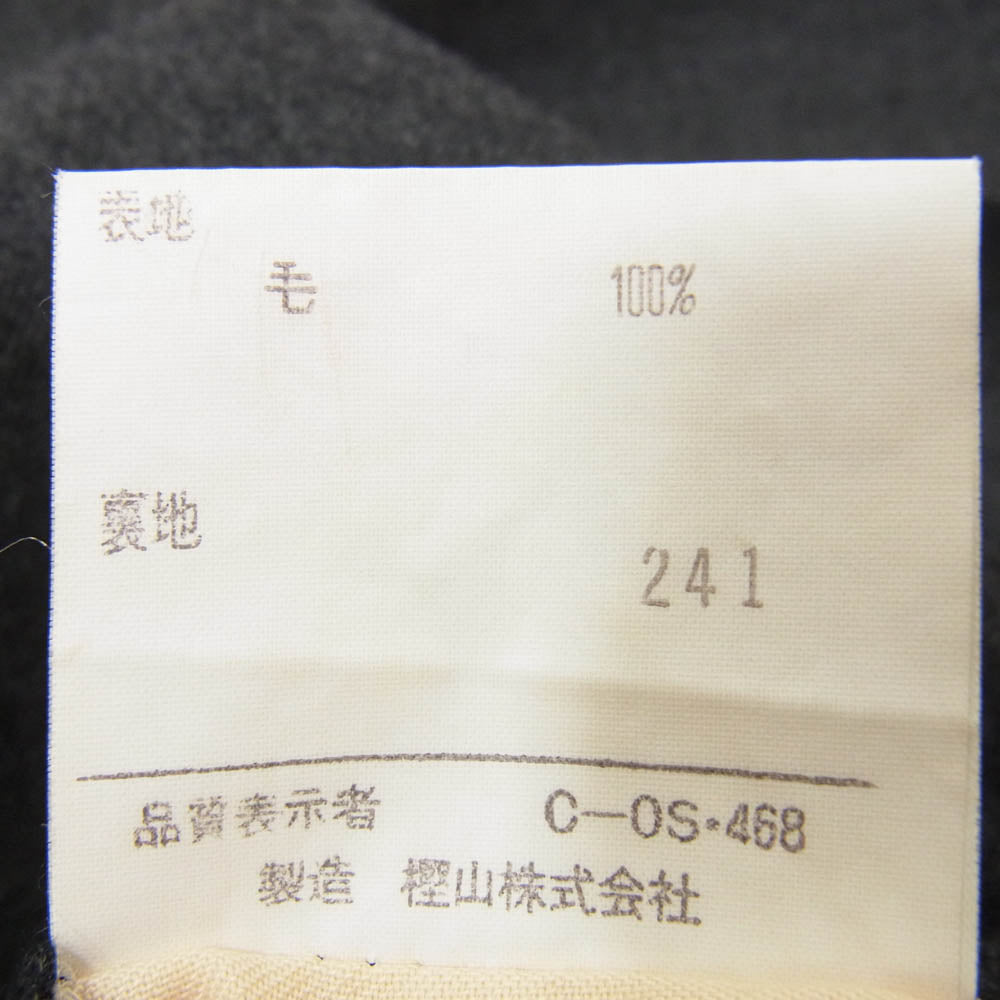 表地
毛 100%
裏地
241
品質表示者 C-OS・468
製造 樫山株式会社